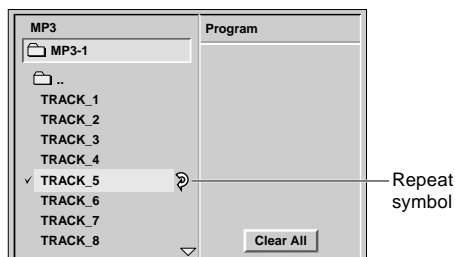 MP3
MP3-1
..
TRACK_1
TRACK_2
TRACK_3
TRACK_4
TRACK_5
TRACK_6
TRACK_7
TRACK_8
Program
Clear All
Repeat
symbol